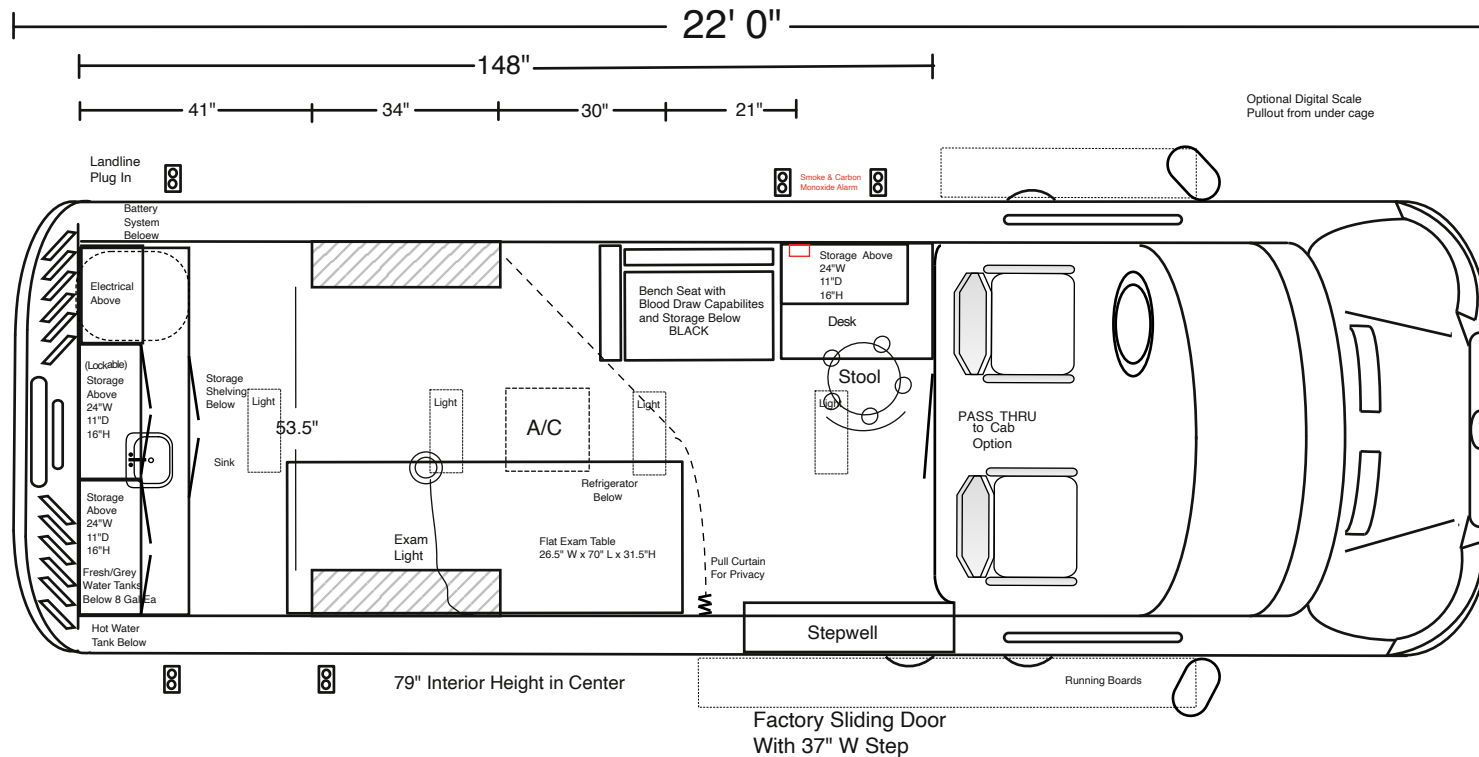 22' 0"
148"
41"
34"
30"
21"
Optional Digital Scale
Pullout from under cage
Landline
Plug In
Smoke & Carbon
Monoxide Alarm
Battery
System
Beloew
Electrical
Above
Storage Above
24"W
11"D
16"H
Bench Seat with
Blood Draw Capabilites
and Storage Below
BLACK
Desk
Stool
(Lockable)
Storage
Above
24"W
11"D
16"H
Storage
Shelving
Below
Light
Light
A/C
Light
Light
53.5"
PASS THRU
to Cab
Option
Sink
Refrigerator
Below
Storage
Above
24"W
11"D
16"H
Exam
Light
Flat Exam Table
26.5" W x 70" L x 31.5"H
Pull Curtain
For Privacy
Fresh/Grey
Water Tanks
Below 8 Gal Ea
Hot Water
Tank Below
Stepwell
79" Interior Height in Center
Running Boards
Factory Sliding Door
With 37" W Step